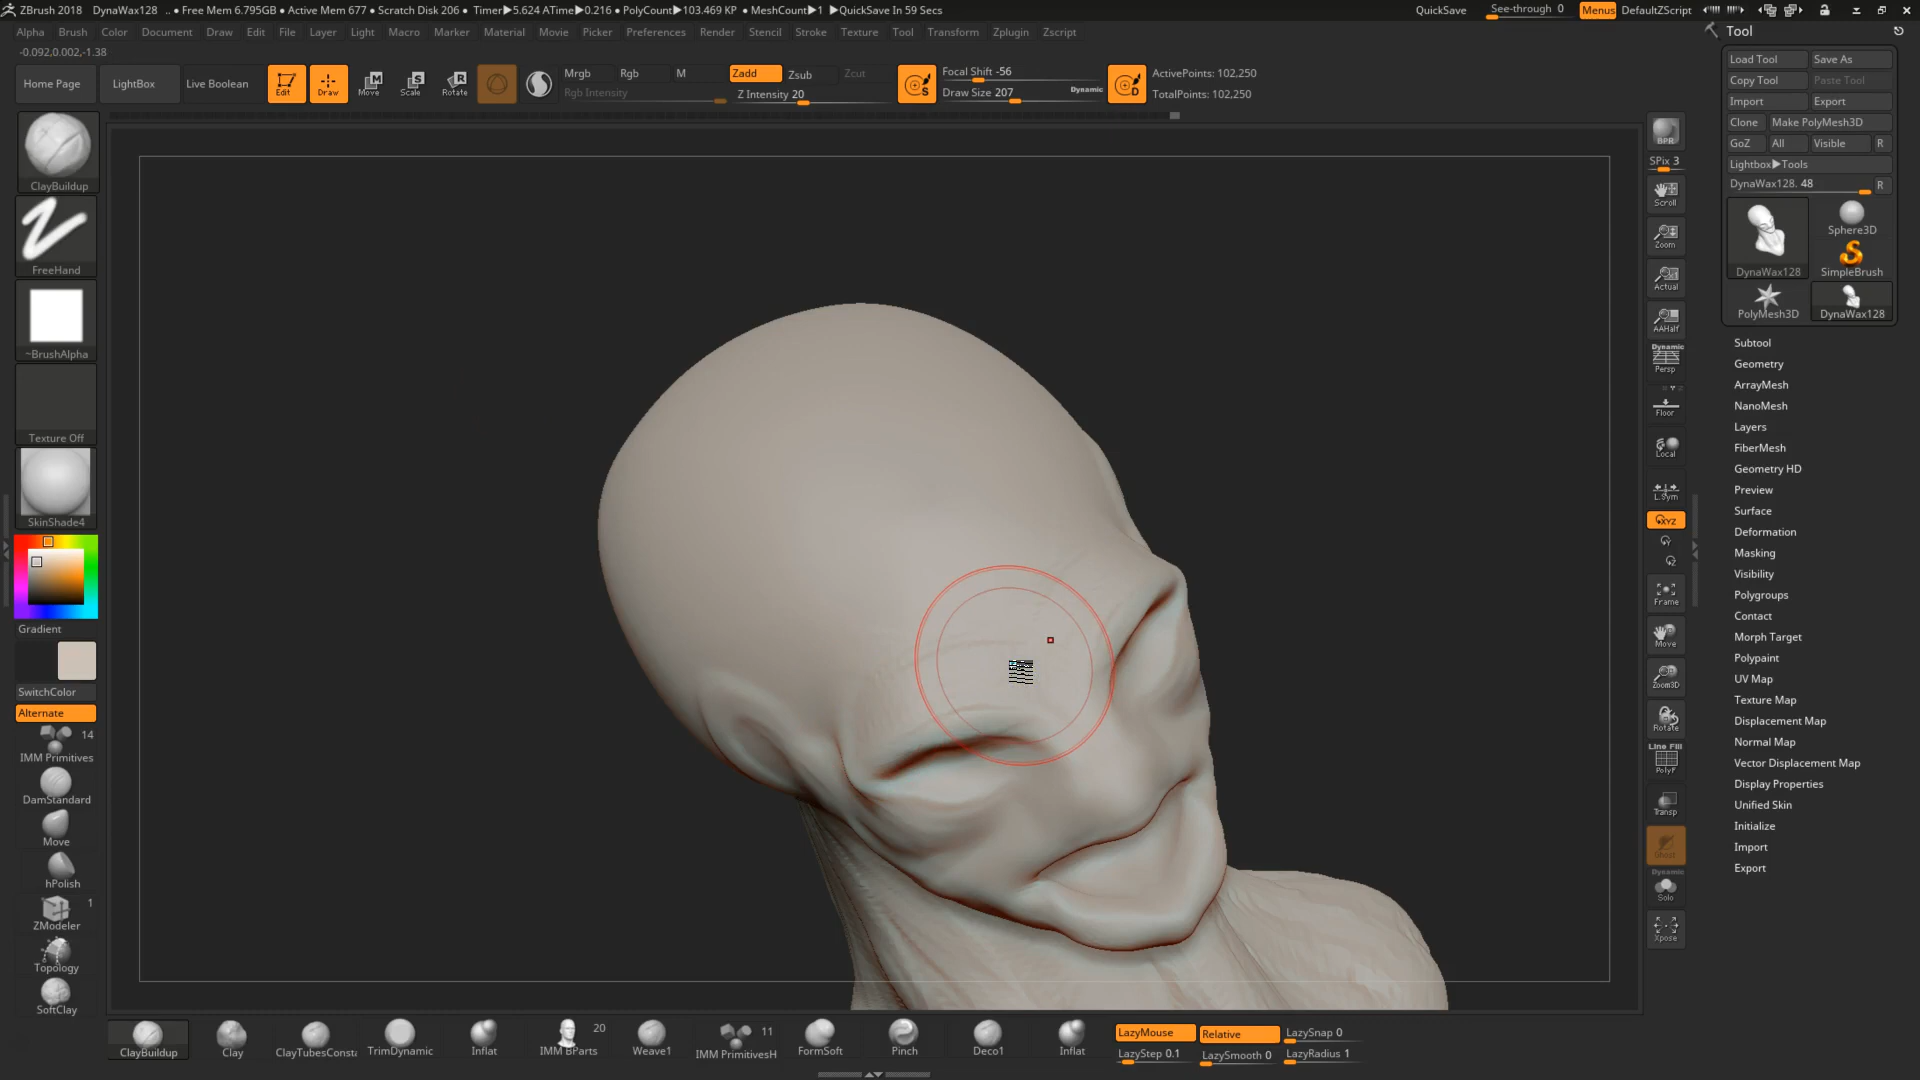 ZBrush 2018 DynaWax128 .. ● Free Mem 6.795GB ● Active Mem 677 ● Scratch Disk 206 ● Timer▶5.624 ATime▶0.216 ● PolyCount▶103.469 KP ● MeshCount▶1 ▶QuickSave In 59 Secs QuickSave See-through 0 Menus DefaultZScript
Alpha Brush Color Document Draw Edit File Layer Light Macro Marker Material Movie Picker Preferences Render Stencil Stroke Texture Tool Transform Zplugin Zscript
-0.092,0.002,-1.38
Home Page LightBox Live Boolean Edit Draw Move Scale Rotate
Mrgb Rgb M
Rgb Intensity
Zadd Zsub Zcut
Z Intensity 20
S
Focal Shift -56
Draw Size 207 Dynamic
D
ActivePoints: 102,250
TotalPoints: 102,250
ClayBuildup
FreeHand
~BrushAlpha
Texture Off
SkinShade4
Gradient
SwitchColor
Alternate
14
IMM Primitives
DamStandard
Move
hPolish
1
ZModeler
Topology
SoftClay
BPR
SPix 3
Scroll
Zoom
Actual
AAHalf
Dynamic
Persp
Floor
Local
L.Sym
XYZ
Y
Z
Frame
Move
Zoom3D
Rotate
Line Fill
PolyF
Transp
Ghost
Dynamic
Solo
Xpose
Tool
Load Tool Save As
Copy Tool Paste Tool
Import Export
Clone Make PolyMesh3D
GoZ All Visible R
Lightbox▶Tools
DynaWax128. 48 R
DynaWax128
Sphere3D
SimpleBrush
PolyMesh3D
DynaWax128
Subtool
Geometry
ArrayMesh
NanoMesh
Layers
FiberMesh
Geometry HD
Preview
Surface
Deformation
Masking
Visibility
Polygroups
Contact
Morph Target
Polypaint
UV Map
Texture Map
Displacement Map
Normal Map
Vector Displacement Map
Display Properties
Unified Skin
Initialize
Import
Export
ClayBuildup
Clay
ClayTubesConsta
TrimDynamic
Inflat
20
IMM BParts
Weave1
11
IMM PrimitivesH
FormSoft
Pinch
Deco1
Inflat
LazyMouse Relative LazySnap 0
LazyStep 0.1 LazySmooth 0 LazyRadius 1